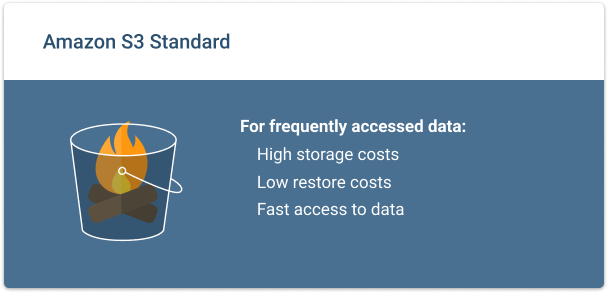 Amazon S3 Standard
For frequently accessed data:
High storage costs
Low restore costs
Fast access to data